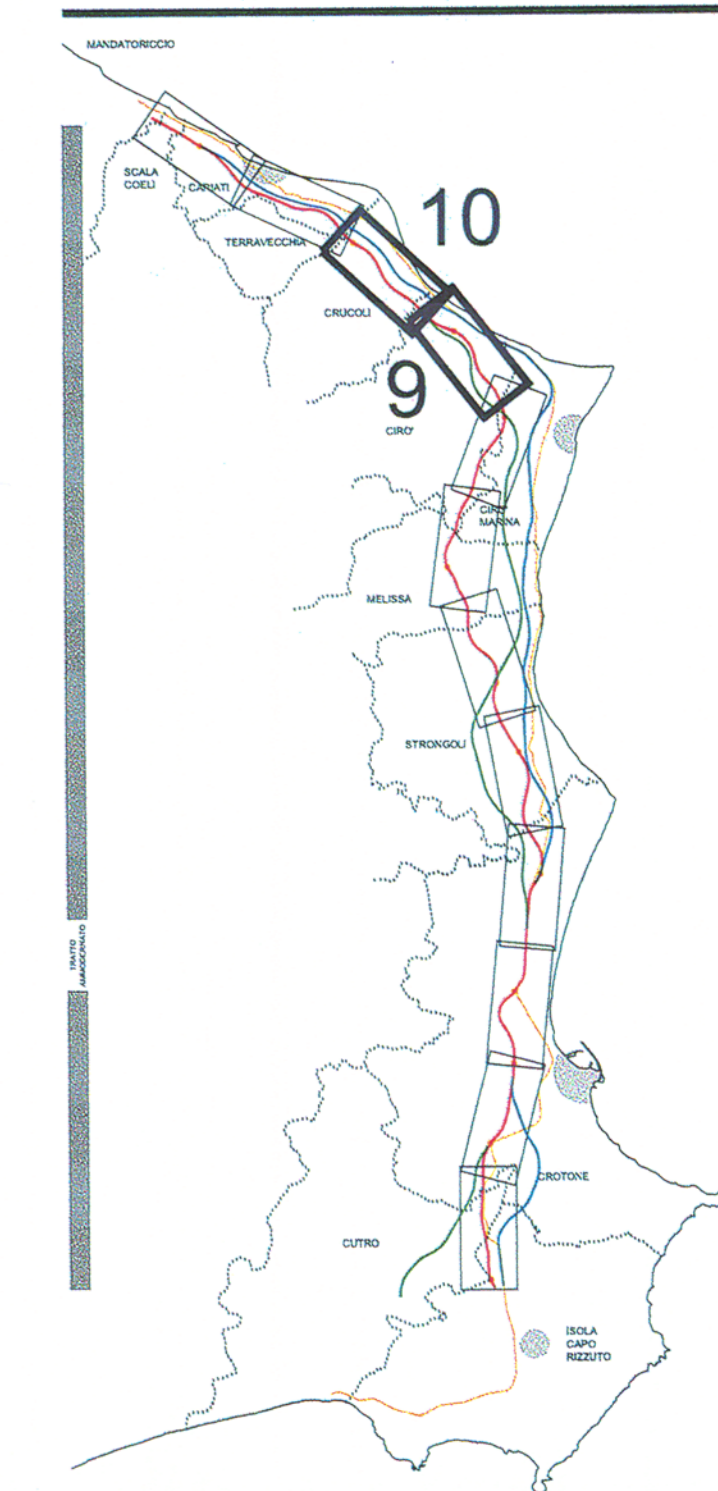 MANDATORICCIO
SCALA
COELI
CARIATI
TERRAVECCHIA
10
CRUCOLI
9
CIRO'
CIRO'
MARINA
MELISSA
STRONGOLI
TRATTO
AMMODERNATO
CROTONE
CUTRO
ISOLA
CAPO
RIZZUTO